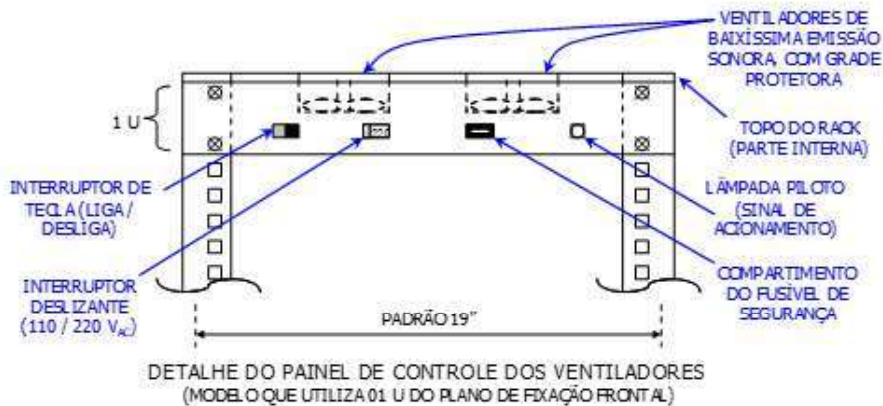 VENTILADORES DE
BAIXÍSSIMA EMISSÃO
SONORA, COM GRADE
PROTETORA
1 U
TOPO DO RACK
(PARTE INTERNA)
INTERRUPTOR DE
TECLA (LIGA /
DESLIGA)
LÂMPADA PILOTO
(SINAL DE
ACIONAMENTO)
INTERRUPTOR
DESLIZANTE
(110 / 220 VAC)
COMPARTIMENTO
DO FUSÍVEL DE
SEGURANÇA
PADRÃO 19"
DETALHE DO PAINEL DE CONTROLE DOS VENTILADORES
(MODELO QUE UTILIZA 01 U DO PLANO DE FIXAÇÃO FRONTAL)